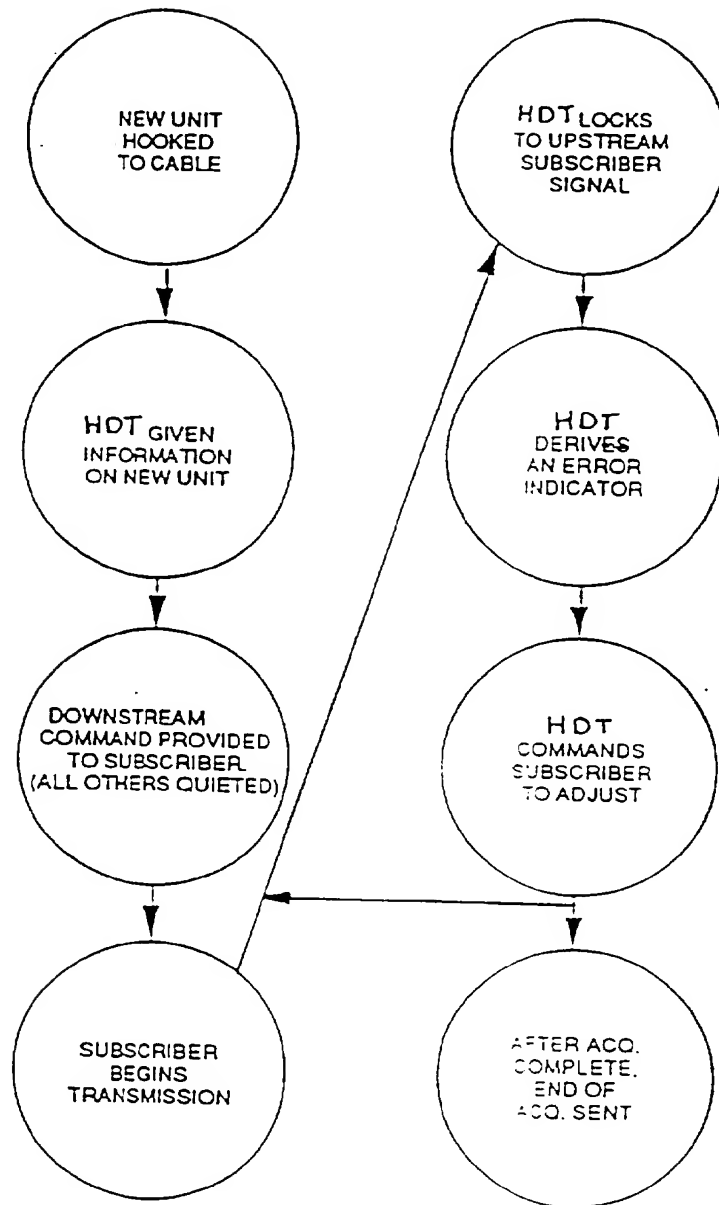 NEW UNIT
HOOKED
TO CABLE
HDT GIVEN
INFORMATION
ON NEW UNIT
DOWNSTREAM
COMMAND PROVIDED
TO SUBSCRIBER
(ALL OTHERS QUIETED)
SUBSCRIBER
BEGINS
TRANSMISSION
HDT LOCKS
TO UPSTREAM
SUBSCRIBER
SIGNAL
HDT
DERIVES
AN ERROR
INDICATOR
HDT
COMMANDS
SUBSCRIBER
TO ADJUST
AFTER ACQ.
COMPLETE,
END OF
ACQ. SENT